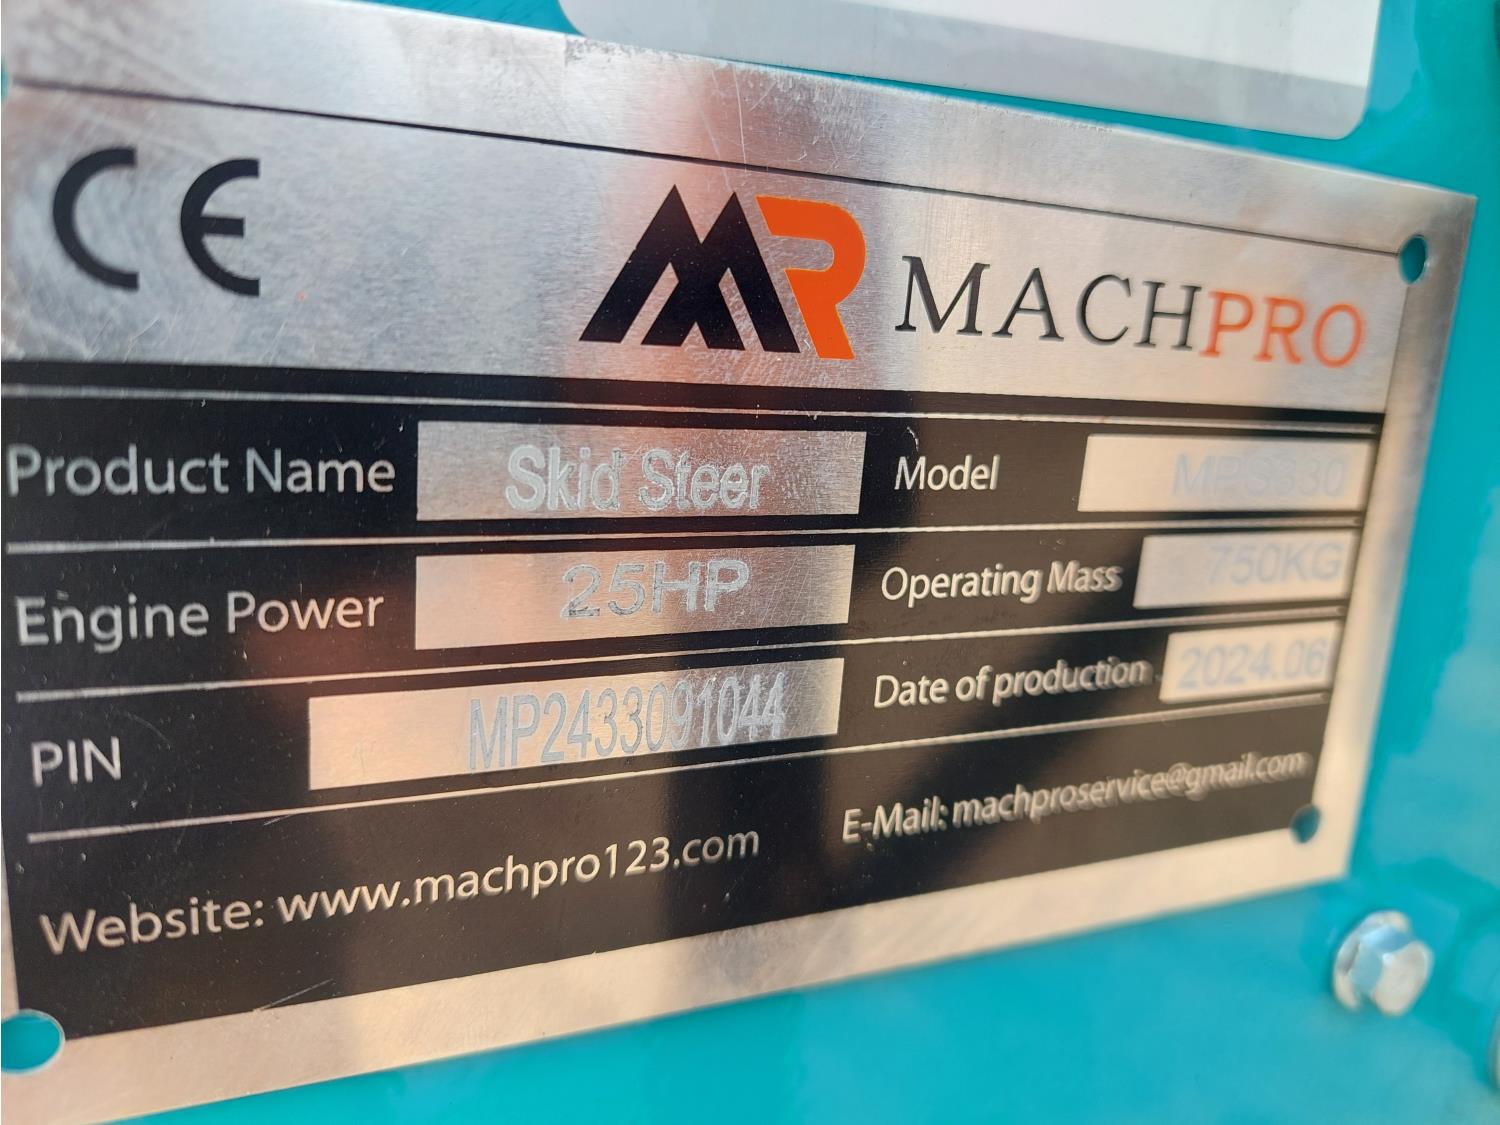 CE MR MACHPRO
Product Name Skid Steer Model MPS330
Engine Power 25HP Operating Mass 750KG
PIN MP2433091044 Date of production 2024.06
Website: www.machpro123.com E-Mail: machproservice@gmail.com